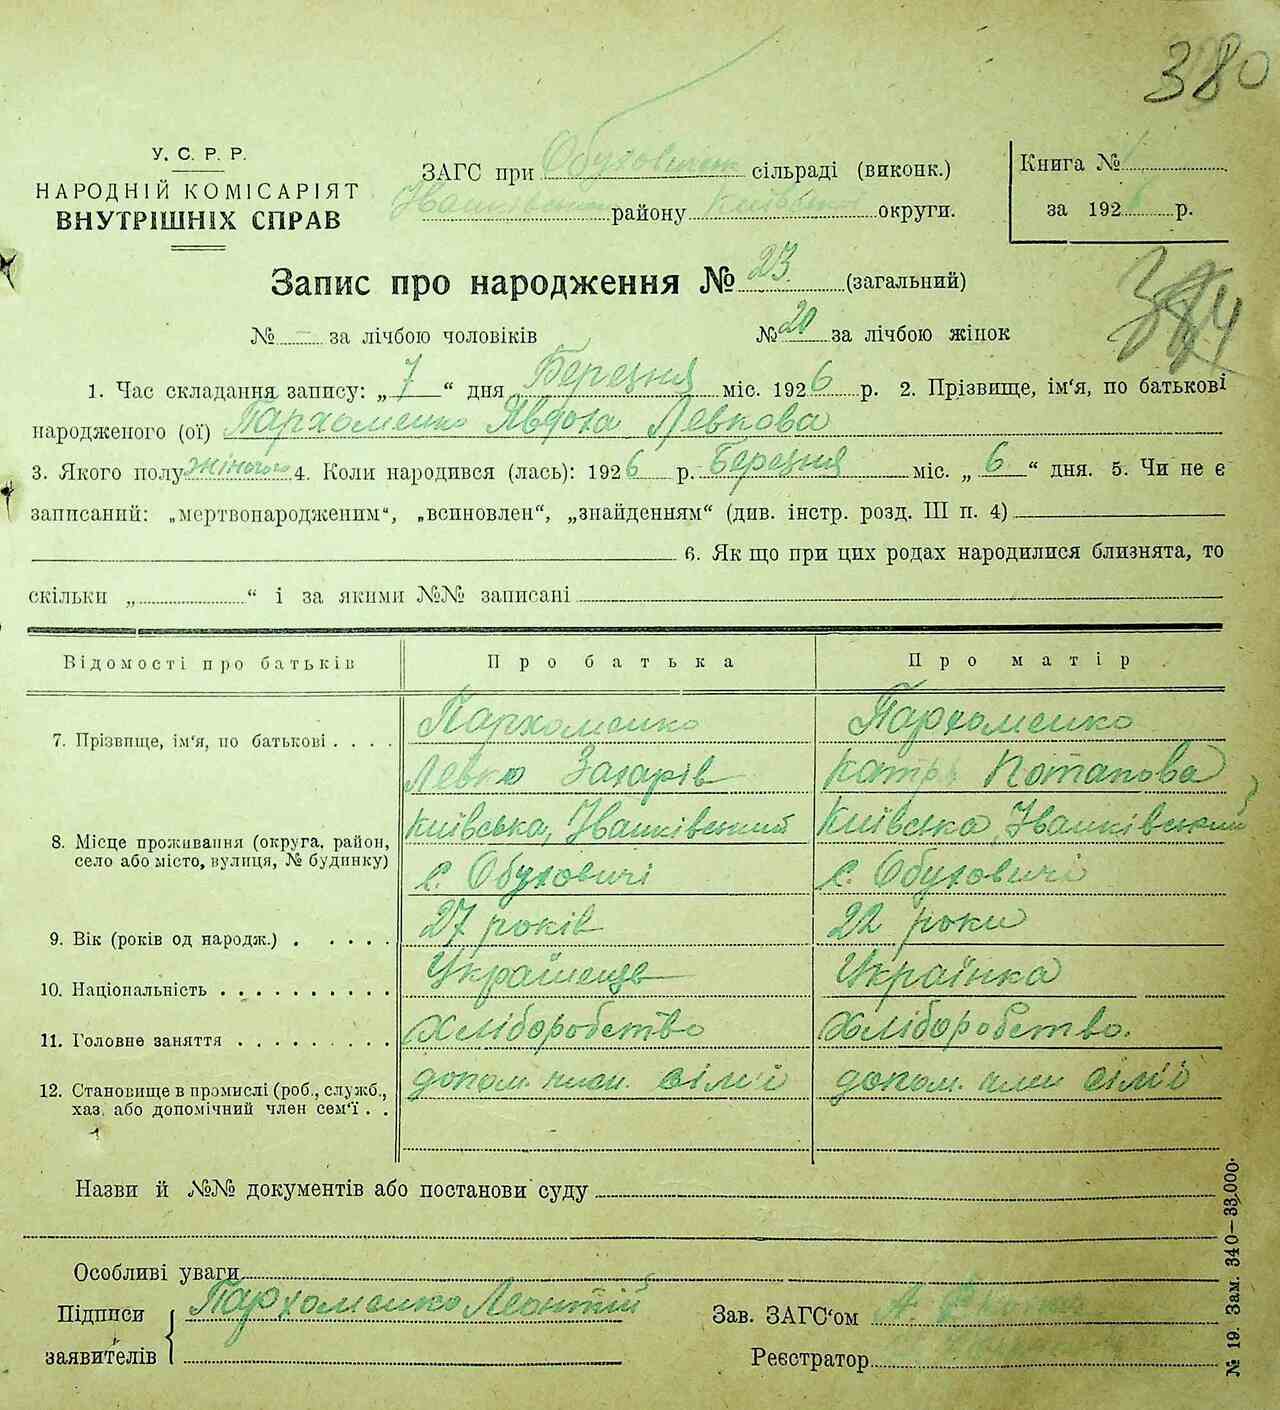 380
У. С. Р. Р.
НАРОДНІЙ КОМІСАРІЯТ
ВНУТРІШНІХ СПРАВ
ЗАГС при Обуховицьк сільраді (виконк.)
Іванківського району Київської округи.
Книга № 1
за 1926 р.
Запис про народження № 23. (загальний)
№ – за лічбою чоловіків № 20 за лічбою жінок
1. Час складання запису: „ 7 “ дня Березня міс. 1926 р. 2. Прізвище, ім'я, по батькові
народженого (ої) Пархоменко Явдоха Левкова
3. Якого полу жіночого 4. Коли народився (лась): 1926 р. Березня міс. „ 6 “ дня. 5. Чи не є
записаний: „мертвонародженим“, „всиновлен“, „знайденням“ (див. інстр. розд. III п. 4)
6. Як що при цих родах народилися близнята, то
скільки „ “ і за якими №№ записані
Відомості про батьків Про батька Про матір
7. Прізвище, ім'я, по батькові . . . . Пархоменко Пархоменко
Левко Захарів Катря Потапова
8. Місце проживання (округа, район, Київська, Іванківський Київська, Іванківський
село або місто, вулиця, № будинку) с. Обуховичі с. Обуховичі
9. Вік (років од народж.) . . . . . 27 років 22 роки
10. Національність . . . . . . . . . . Українець Українка
11. Головне заняття . . . . . . . . . Хліборобство Хліборобство.
12. Становище в промислі (роб., служб., допом. член. сім'ї допом. член сім'ї
хаз. або допомічний член сем'ї . .
Назви й №№ документів або постанови суду
Особливі уваги
Підписи Пархоменко Леонтій Зав. ЗАГС'ом
заявителів Реєстратор
№ 19. Зам. 340—33.000.